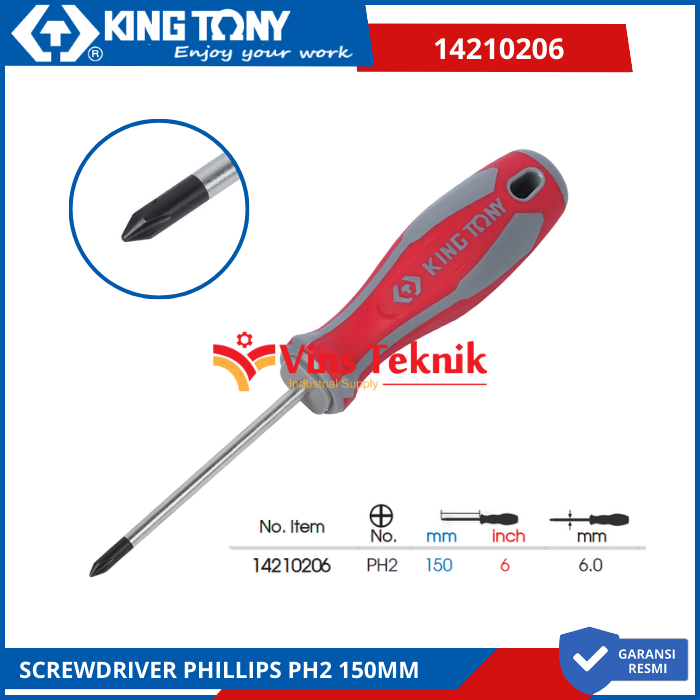 KING TONY
®
Enjoy your work
14210206
KING TONY
Vins Teknik
Industrial Supply
No. Item No. mm inch mm
14210206 PH2 150 6 6.0
SCREWDRIVER PHILLIPS PH2 150MM
GARANSI
RESMI